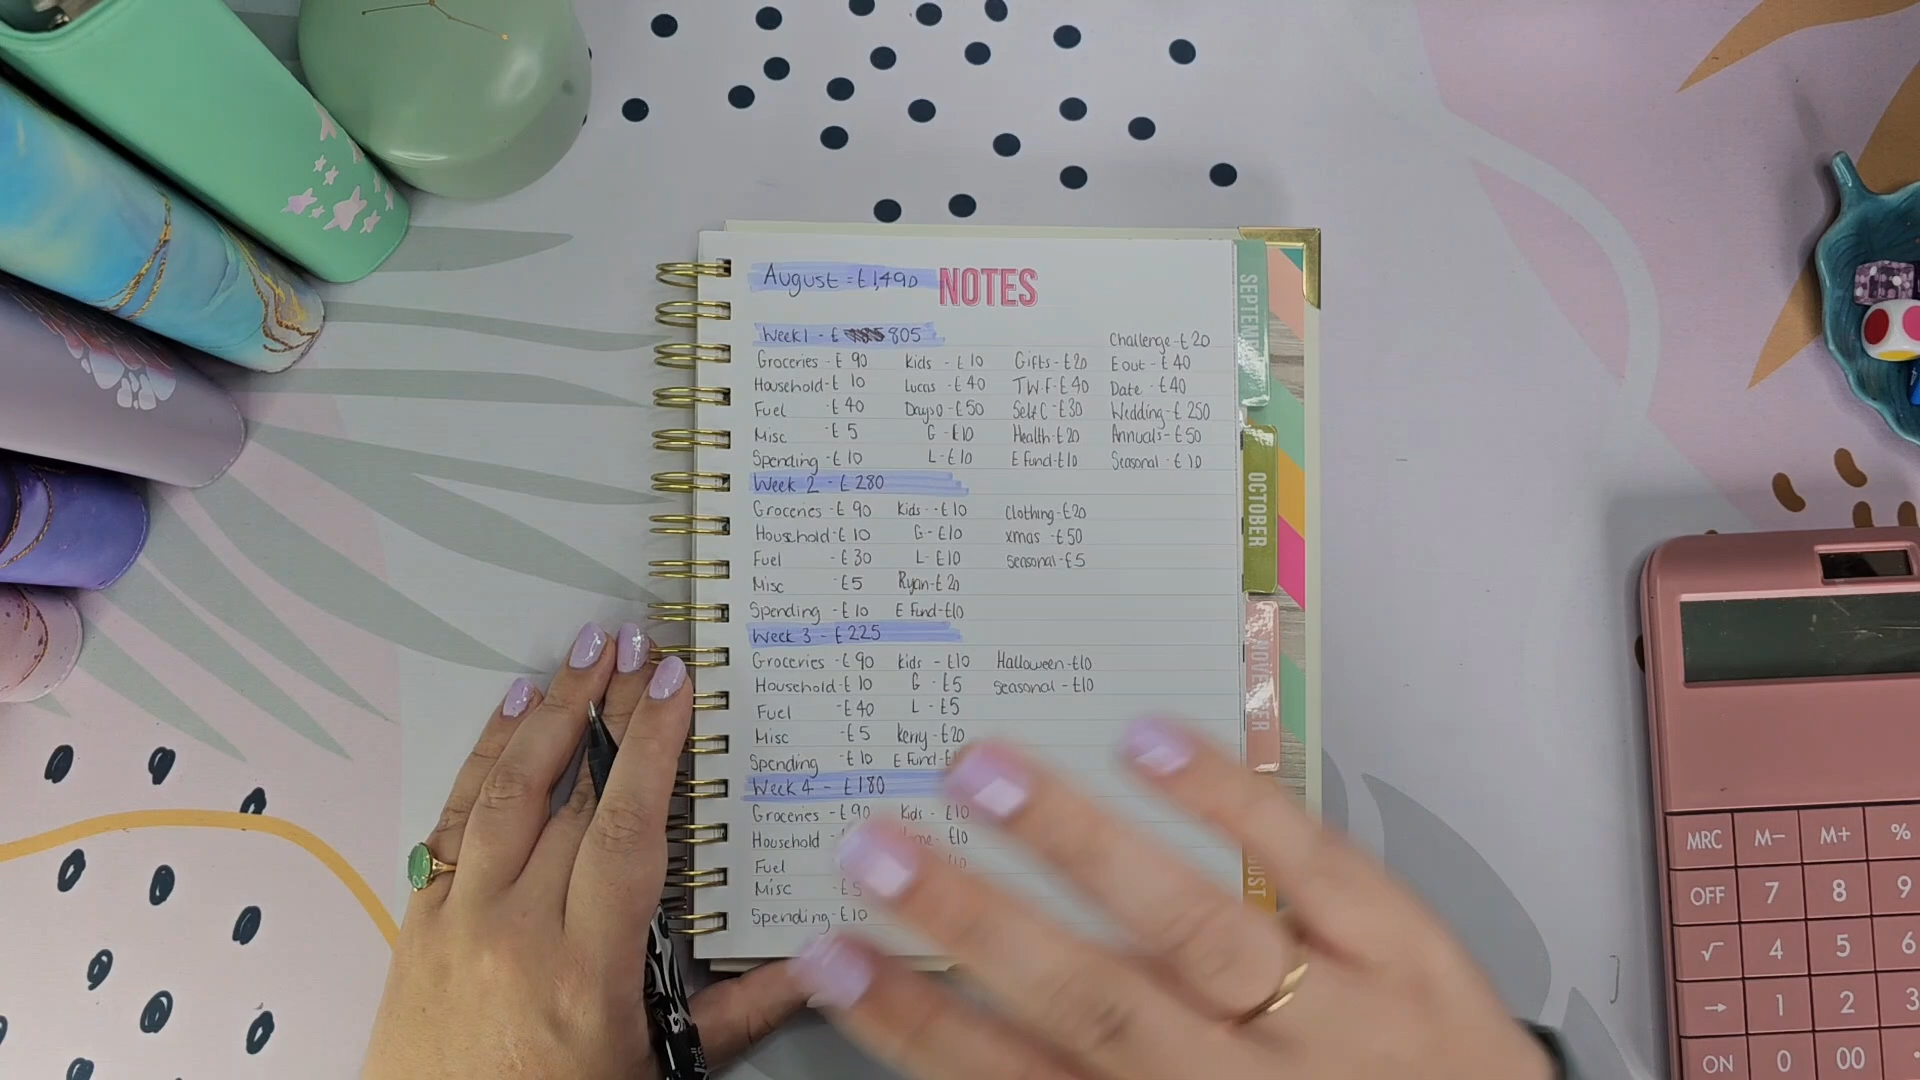 August = £1,490 NOTES
Week 1 - £ 805
Challenge - £20
Groceries - £ 90 Kids - £10 Gifts - £20 E out - £40
Household - £ 10 Lucas - £40 T.W.F - £40 Date - £40
Fuel - £ 40 Days O - £50 Self C - £30 Wedding - £250
Misc - £ 5 G - £10 Health - £20 Annuals - £50
Spending - £ 10 L - £10 E Fund - £10 Seasonal - £10
Week 2 - £280
Groceries - £ 90 Kids - £10 Clothing - £20
Household - £ 10 G - £10 xmas - £50
Fuel - £30 L - £10 Seasonal - £5
Misc £5 Ryan - £20
Spending - £10 E Fund - £10
Week 3 - £225
Groceries - £90 Kids - £10 Halloween - £10
Household - £ 10 G - £5 Seasonal - £10
Fuel - £40 L - £5
Misc - £5 Kerry - £20
Spending - £10 E Fund
Week 4 - £180
Groceries - £90 Kids - £10
Household £10
Fuel
Misc - £5
Spending - £10
SEPTEMBER
OCTOBER
NOVEMBER
MRC M− M+ %
OFF 7 8 9
√ 4 5 6
→ 1 2 3
ON 0 00